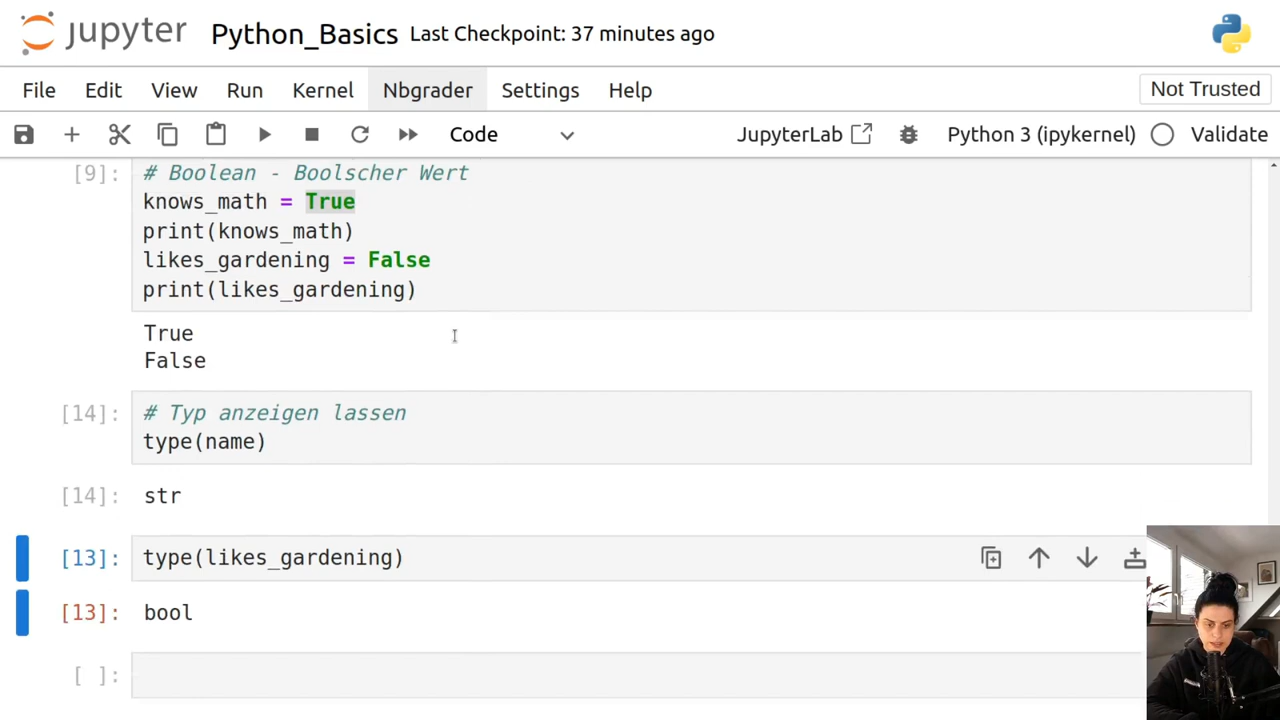 jupyter Python_Basics Last Checkpoint: 37 minutes ago
File Edit View Run Kernel Nbgrader Settings Help Not Trusted
Code JupyterLab Python 3 (ipykernel) Validate
[9]: # Boolean - Boolscher Wert
knows_math = True
print(knows_math)
likes_gardening = False
print(likes_gardening)
True
False
[14]: # Typ anzeigen lassen
type(name)
[14]: str
[13]: type(likes_gardening)
[13]: bool
[ ]: